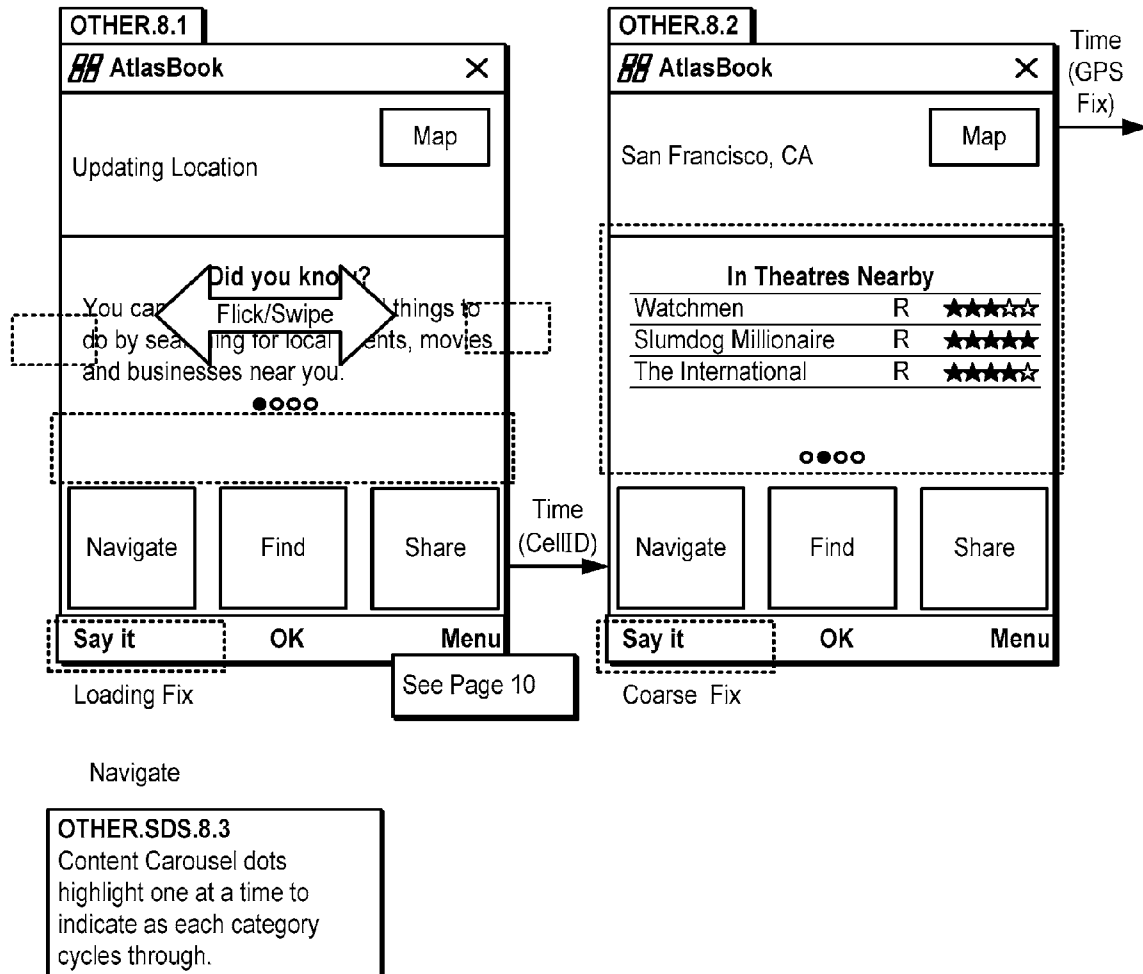 OTHER.8.1
AtlasBook
Map
Updating Location
Did you know?
You can things to
Flick/Swipe
do by sea ing for local ents, movies
and businesses near you.
Navigate
Find
Share
Say it OK Menu
Loading Fix
See Page 10
Time
(CellID)
OTHER.8.2
AtlasBook
Map
San Francisco, CA
In Theatres Nearby
Watchmen R
Slumdog Millionaire R
The International R
Navigate
Find
Share
Say it OK Menu
Coarse Fix
Time
(GPS
Fix)
Navigate
OTHER.SDS.8.3
Content Carousel dots
highlight one at a time to
indicate as each category
cycles through.